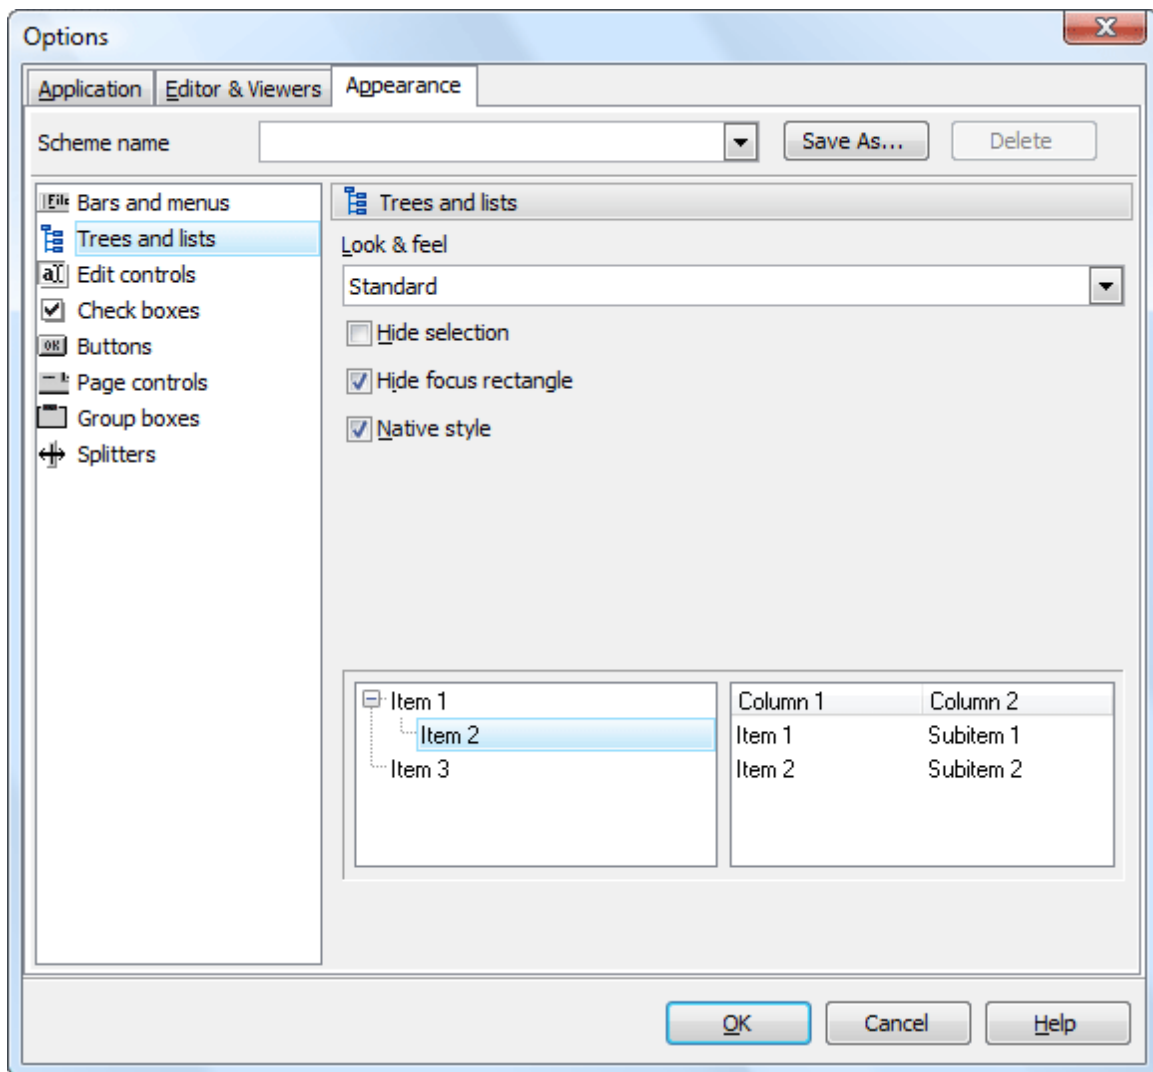 Options
Application Editor & Viewers Appearance
Scheme name Save As... Delete
File Bars and menus
Trees and lists
aI Edit controls
Check boxes
OK Buttons
Page controls
Group boxes
Splitters
Trees and lists
Look & feel
Standard
Hide selection
Hide focus rectangle
Native style
Item 1
Item 2
Item 3
Column 1 Column 2
Item 1 Subitem 1
Item 2 Subitem 2
OK Cancel Help